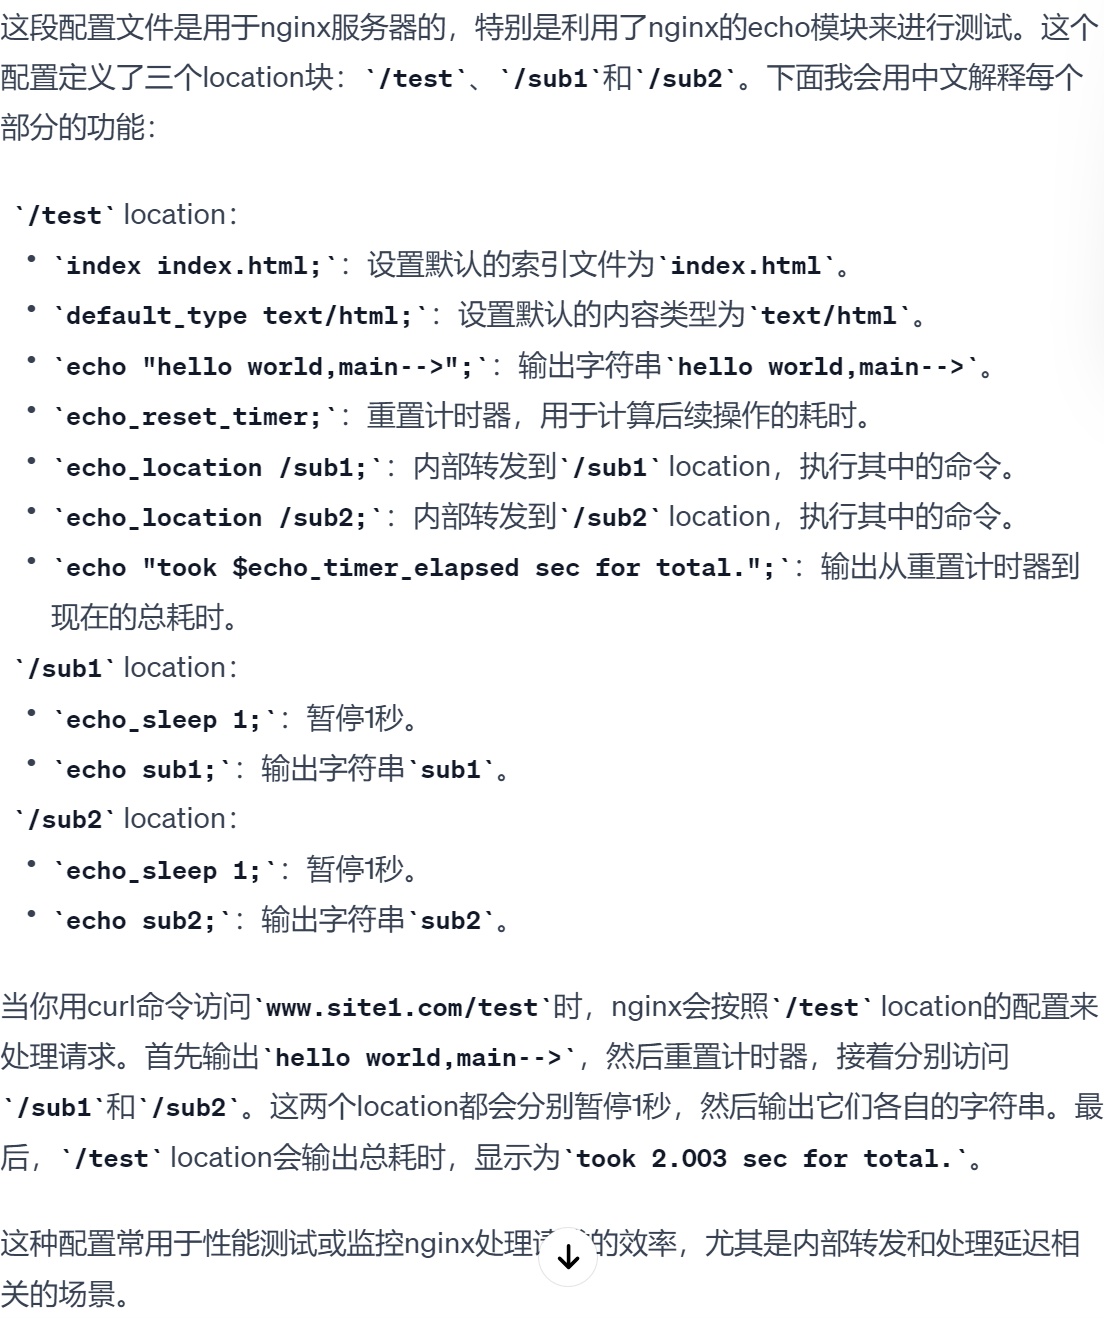 这段配置文件是用于nginx服务器的，特别是利用了nginx的echo模块来进行测试。这个
配置定义了三个location块：`/test`、`/sub1`和`/sub2`。下面我会用中文解释每个
部分的功能：
`/test` location：
• `index index.html;`：设置默认的索引文件为`index.html`。
• `default_type text/html;`：设置默认的内容类型为`text/html`。
• `echo "hello world,main-->";`：输出字符串`hello world,main-->`。
• `echo_reset_timer;`：重置计时器，用于计算后续操作的耗时。
• `echo_location /sub1;`：内部转发到`/sub1` location，执行其中的命令。
• `echo_location /sub2;`：内部转发到`/sub2` location，执行其中的命令。
• `echo "took $echo_timer_elapsed sec for total.";`：输出从重置计时器到
现在的总耗时。
`/sub1` location：
• `echo_sleep 1;`：暂停1秒。
• `echo sub1;`：输出字符串`sub1`。
`/sub2` location：
• `echo_sleep 1;`：暂停1秒。
• `echo sub2;`：输出字符串`sub2`。
当你用curl命令访问`www.site1.com/test`时，nginx会按照`/test` location的配置来
处理请求。首先输出`hello world,main-->`，然后重置计时器，接着分别访问
`/sub1`和`/sub2`。这两个location都会分别暂停1秒，然后输出它们各自的字符串。最
后，`/test` location会输出总耗时，显示为`took 2.003 sec for total.`。
这种配置常用于性能测试或监控nginx处理的效率，尤其是内部转发和处理延迟相
关的场景。